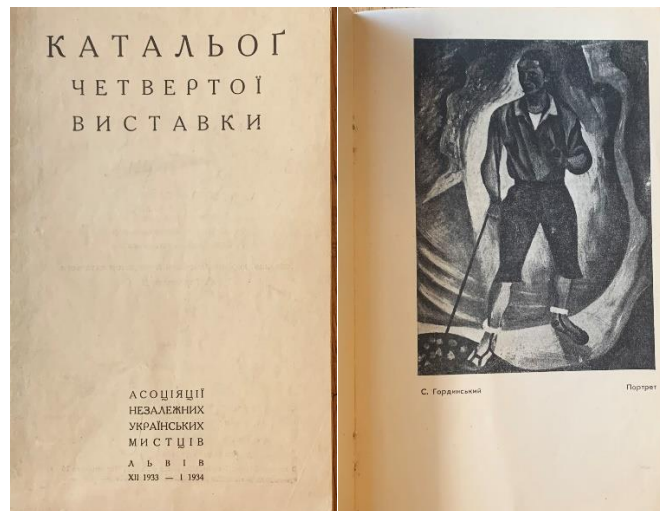 КАТАЛЬОҐ
ЧЕТВЕРТОЇ
ВИСТАВКИ
АСОЦІЯЦІЇ
НЕЗАЛЕЖНИХ
УКРАЇНСЬКИХ
МИСТЦІВ
ЛЬВІВ
XII 1933 — I 1934
С. Гординський
Портрет